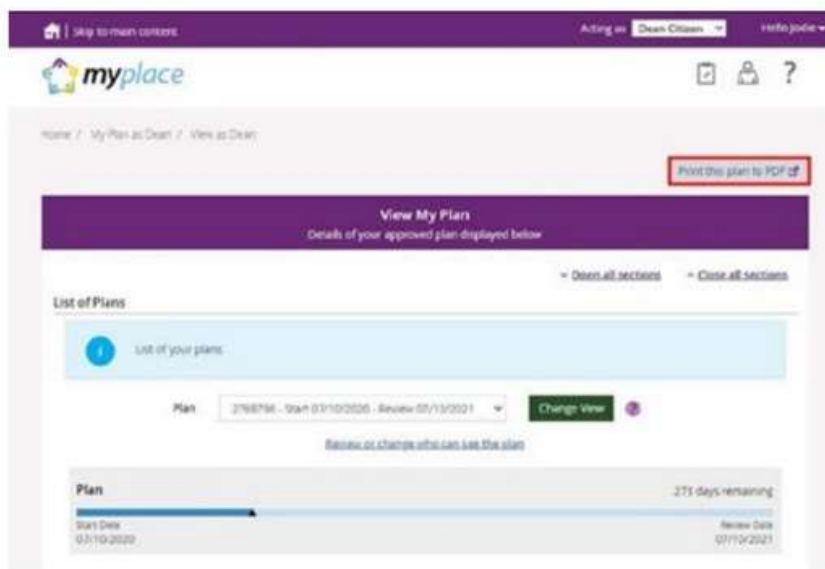 Skip to main content
Acting as Dean Citizen
Hello Jodie
myplace
?
Home / My Plan as Dean / View as Dean
Print this plan to PDF
View My Plan
Details of your approved plan displayed below
Open all sections
Close all sections
List of Plans
i
List of your plans
Plan
Start 07/10/2020 - Review 07/10/2021
Change View
?
Review or change who can see the plan
Plan
273 days remaining
Start Date
07/10/2020
Review Date
07/10/2021